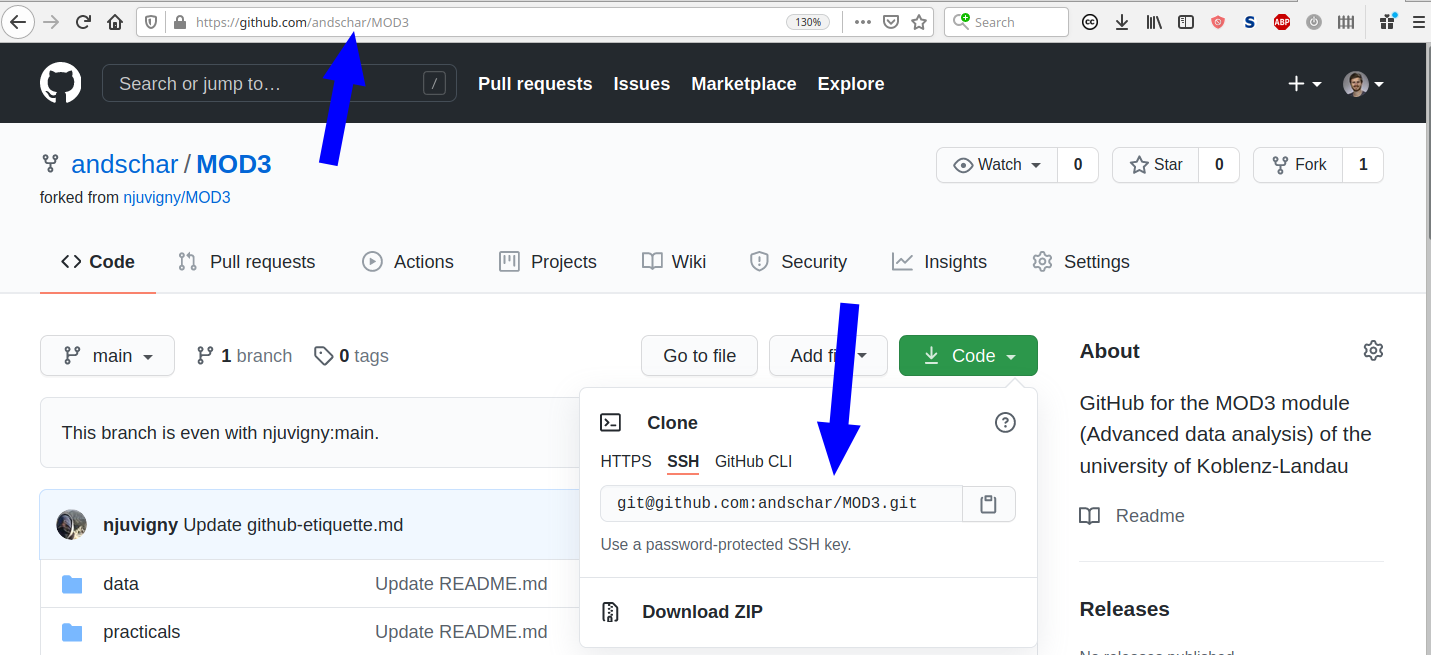 https://github.com/andschar/MOD3 130% Search
CC S ABP
Search or jump to… / Pull requests Issues Marketplace Explore
andschar / MOD3 Watch 0 Star 0 Fork 1
forked from njuvigny/MOD3
Code Pull requests Actions Projects Wiki Security Insights Settings
main 1 branch 0 tags Go to file Add fi Code
About
This branch is even with njuvigny:main.
Clone
GitHub for the MOD3 module
(Advanced data analysis) of the
university of Koblenz-Landau
HTTPS SSH GitHub CLI
git@github.com:andschar/MOD3.git
Use a password-protected SSH key.
njuvigny Update github-etiquette.md
Readme
data Update README.md
Download ZIP
Releases
practicals Update README.md
No releases published